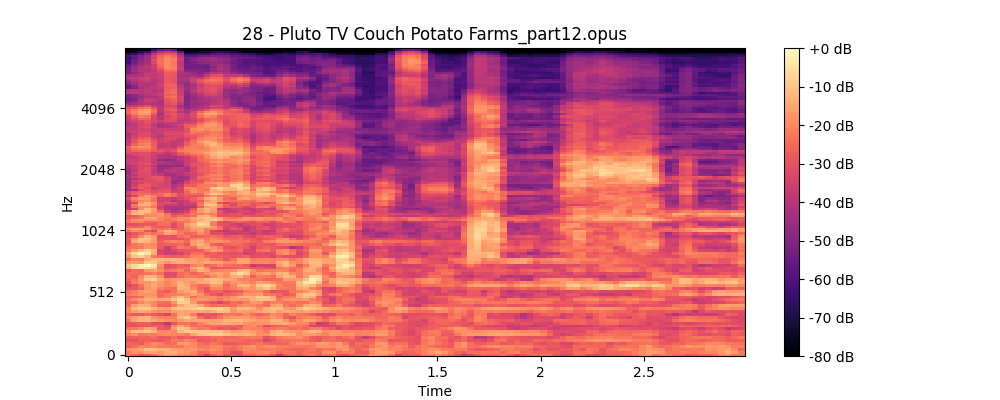 28 - Pluto TV Couch Potato Farms_part12.opus
Hz
4096
2048
1024
512
0
0 0.5 1 1.5 2 2.5
Time
+0 dB
-10 dB
-20 dB
-30 dB
-40 dB
-50 dB
-60 dB
-70 dB
-80 dB